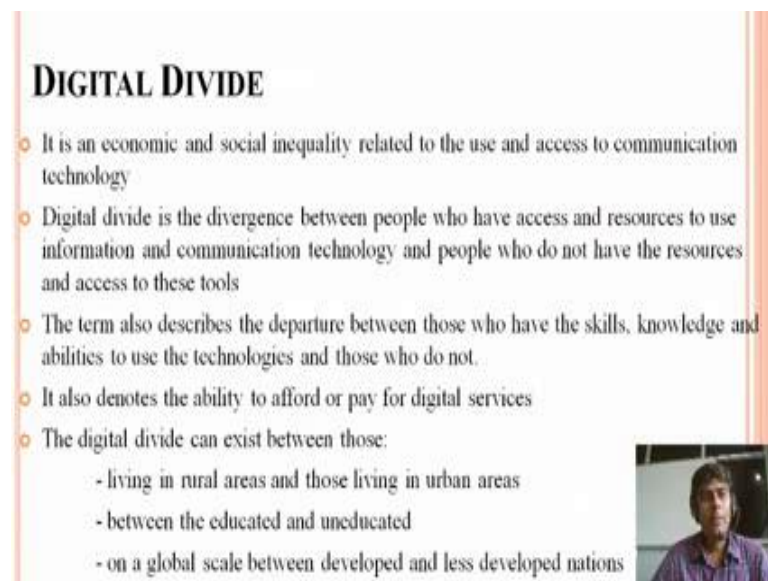 DIGITAL DIVIDE
It is an economic and social inequality related to the use and access to communication
technology
Digital divide is the divergence between people who have access and resources to use
information and communication technology and people who do not have the resources
and access to these tools
The term also describes the departure between those who have the skills, knowledge and
abilities to use the technologies and those who do not.
It also denotes the ability to afford or pay for digital services
The digital divide can exist between those:
- living in rural areas and those living in urban areas
- between the educated and uneducated
- on a global scale between developed and less developed nations